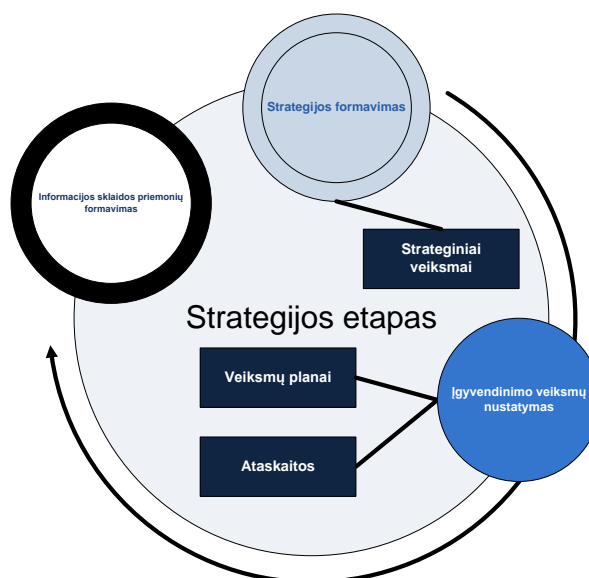 Strategijos formavimas
Informacijos sklaidos priemonių
formavimas
Strateginiai
veiksmai
Strategijos etapas
Veiksmų planai
Įgyvendinimo veiksmų
nustatymas
Ataskaitos